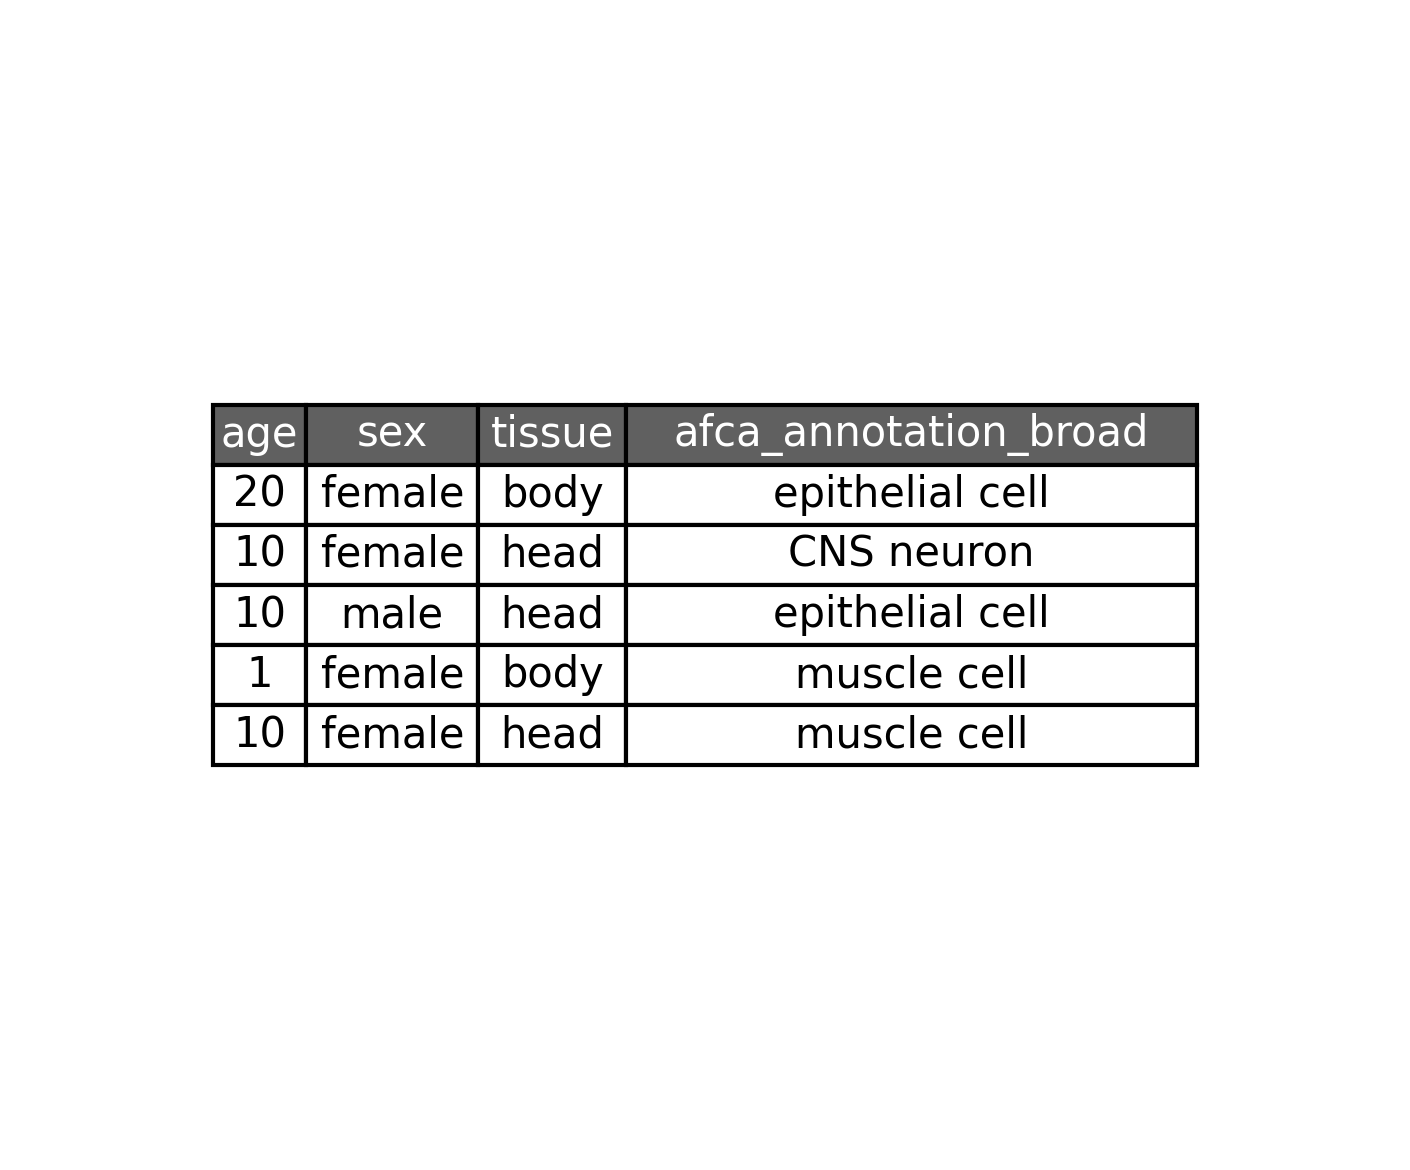 age sex tissue afca_annotation_broad
20 female body epithelial cell
10 female head CNS neuron
10 male head epithelial cell
1 female body muscle cell
10 female head muscle cell